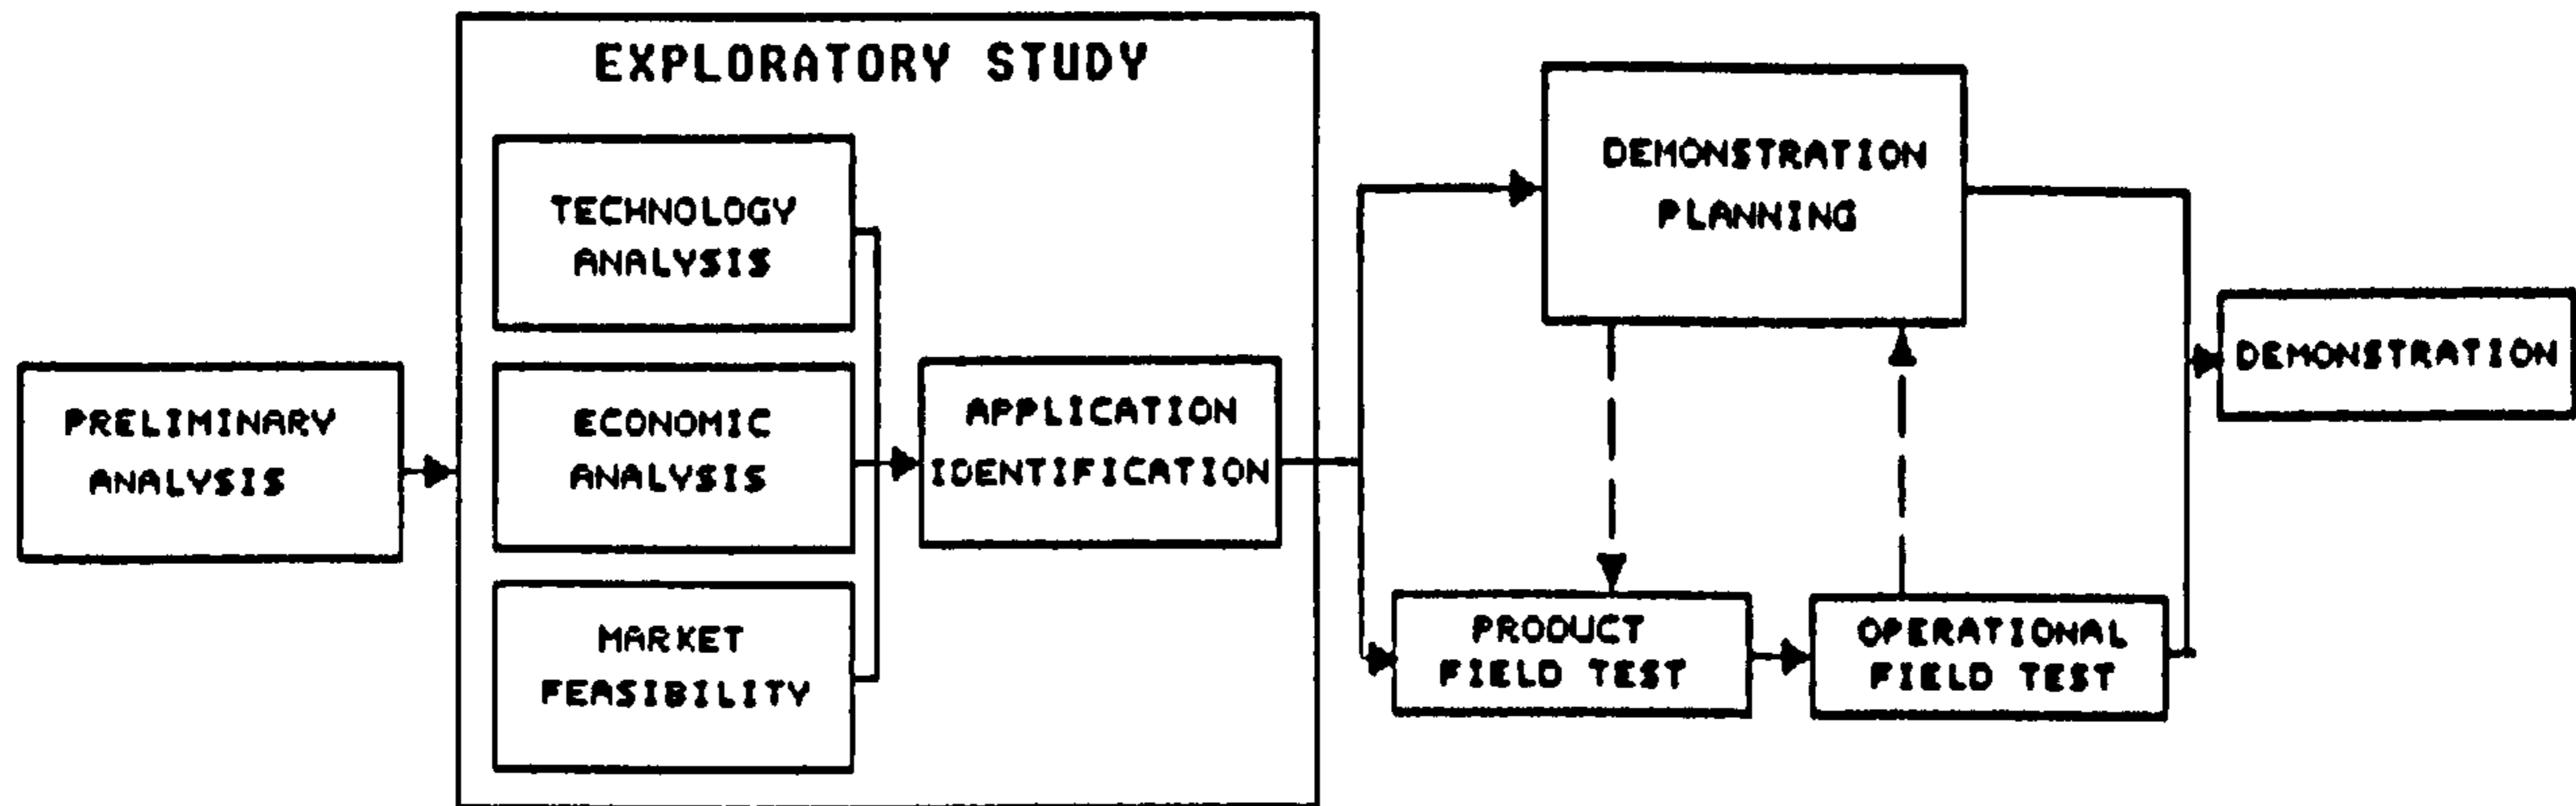 EXPLORATORY STUDY
TECHNOLOGY
ANALYSIS
PRELIMINARY
ANALYSIS
ECONOMIC
ANALYSIS
MARKET
FEASIBILITY
APPLICATION
IDENTIFICATION
DEMONSTRATION
PLANNING
PRODUCT
FIELD TEST
OPERATIONAL
FIELD TEST
DEMONSTRATION